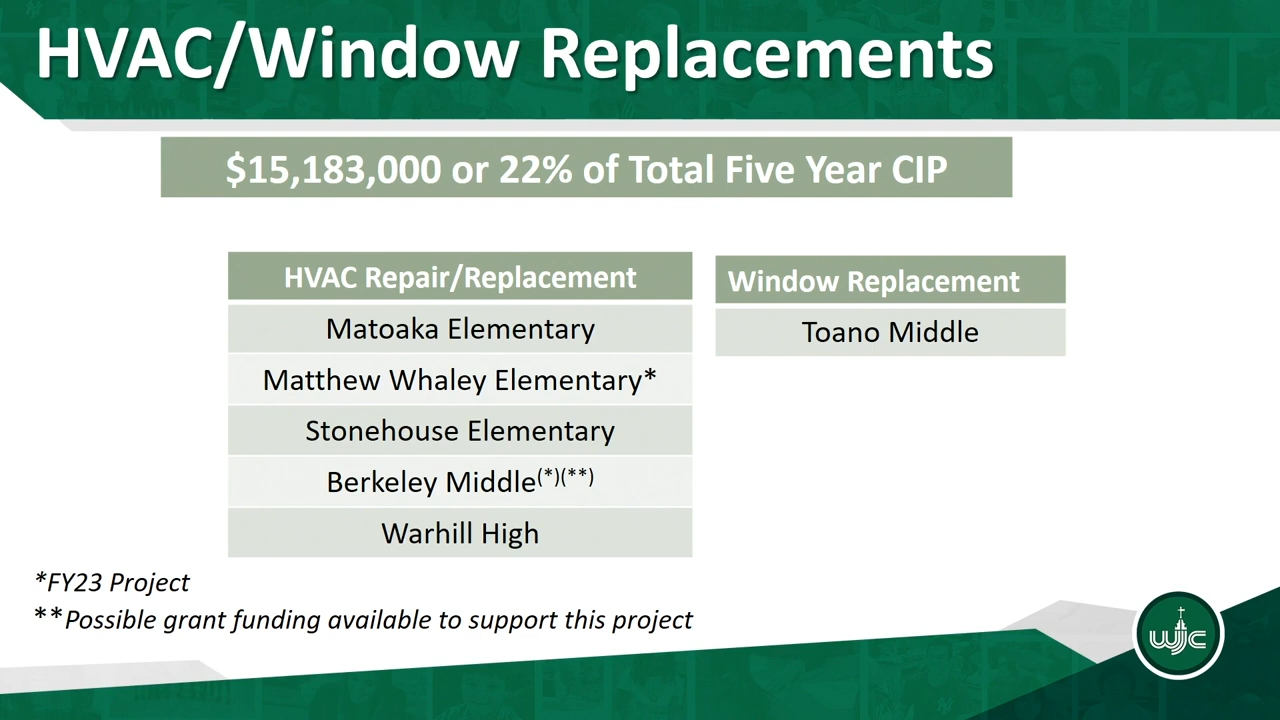 HVAC/Window Replacements
$15,183,000 or 22% of Total Five Year CIP
HVAC Repair/Replacement
Matoaka Elementary
Matthew Whaley Elementary*
Stonehouse Elementary
Berkeley Middle(*)(**)
Warhill High
Window Replacement
Toano Middle
*FY23 Project
**Possible grant funding available to support this project
WJC